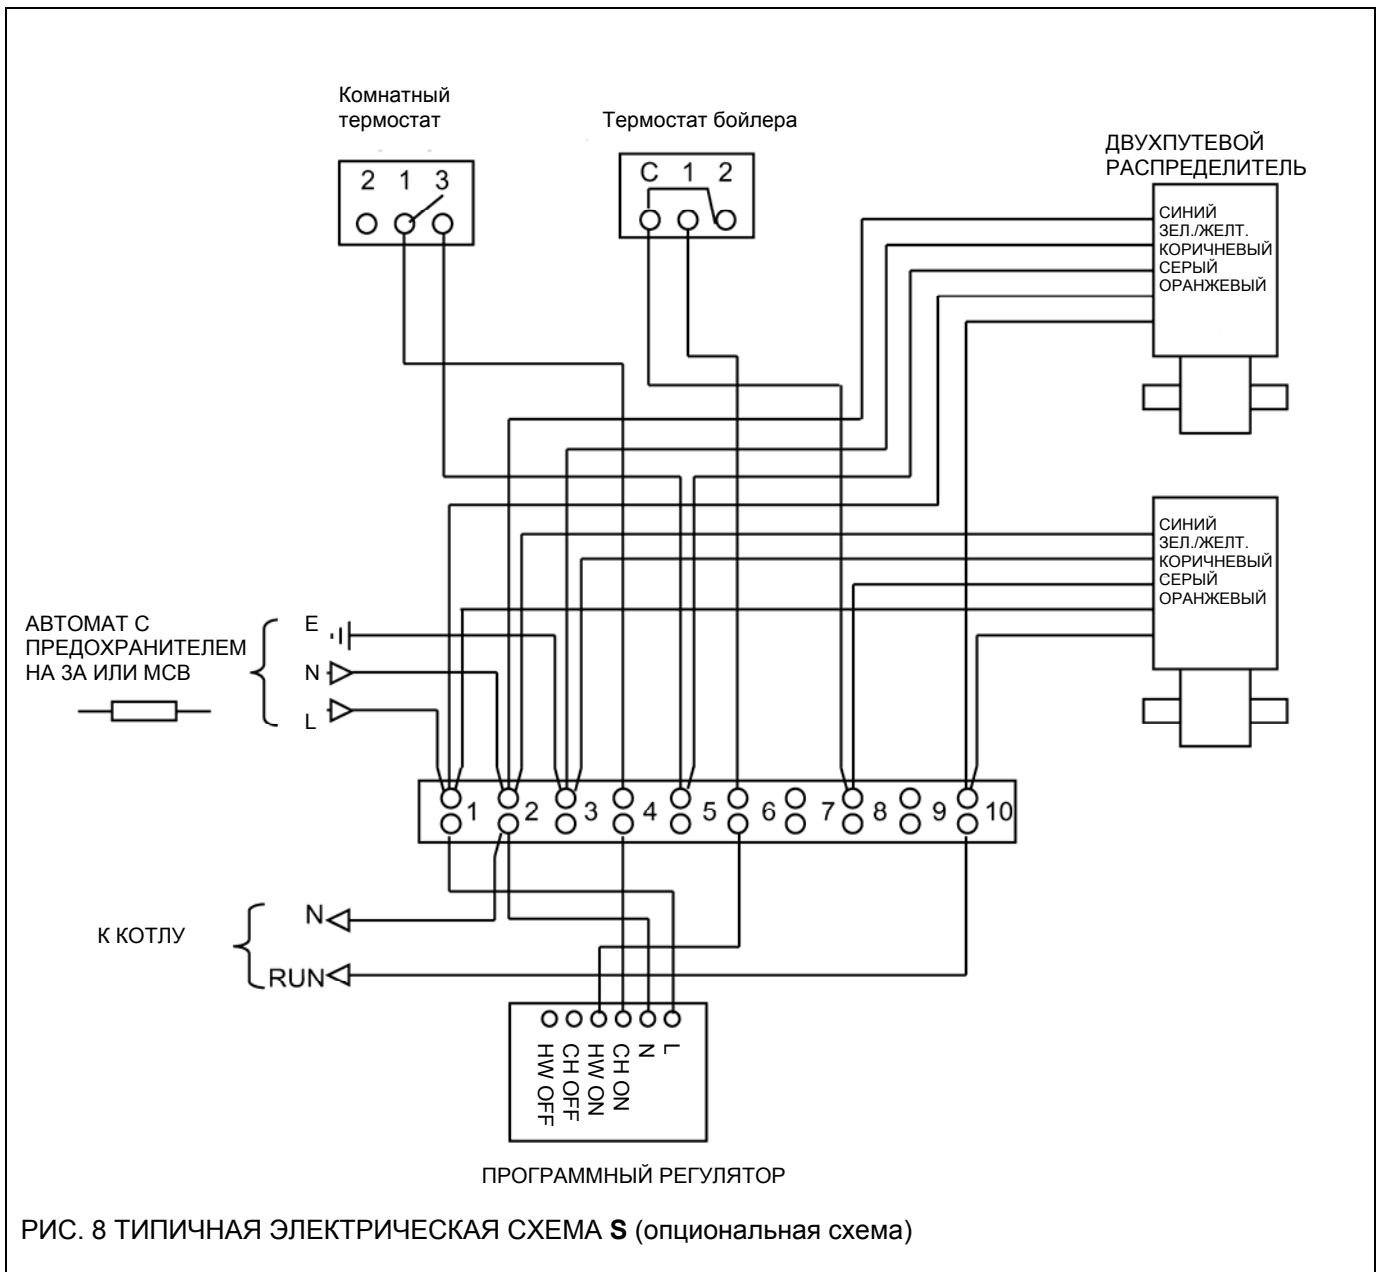 Комнатный
термостат
Термостат бойлера
2 1 3
C 1 2
ДВУХПУТЕВОЙ
РАСПРЕДЕЛИТЕЛЬ
СИНИЙ
ЗЕЛ./ЖЕЛТ.
КОРИЧНЕВЫЙ
СЕРЫЙ
ОРАНЖЕВЫЙ
СИНИЙ
ЗЕЛ./ЖЕЛТ.
КОРИЧНЕВЫЙ
СЕРЫЙ
ОРАНЖЕВЫЙ
АВТОМАТ С
ПРЕДОХРАНИТЕЛЕМ
НА 3А ИЛИ МСВ
E
N
L
1 2 3 4 5 6 7 8 9 10
К КОТЛУ
N
RUN
HW OFF
CH OFF
HW ON
CH ON
N
L
ПРОГРАММНЫЙ РЕГУЛЯТОР
РИС. 8 ТИПИЧНАЯ ЭЛЕКТРИЧЕСКАЯ СХЕМА S (опциональная схема)